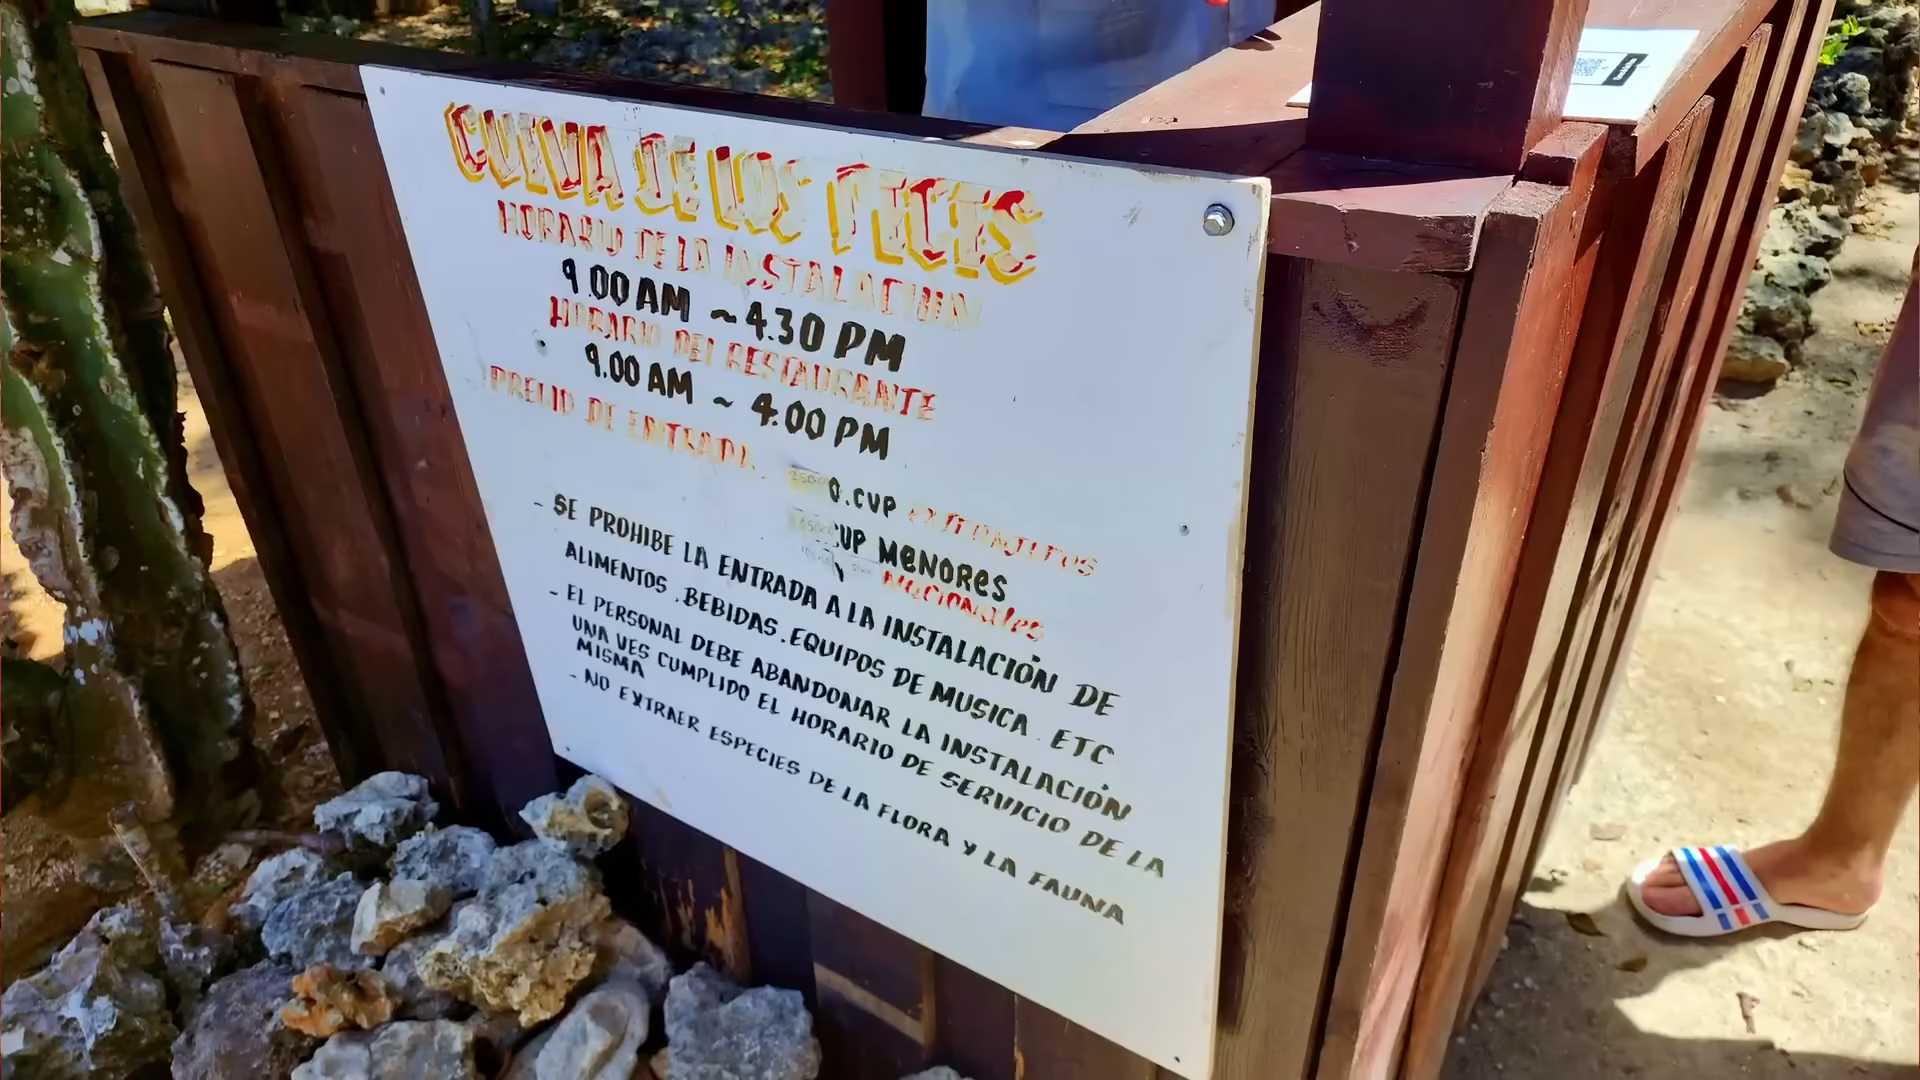 CUEVA DE LOS PECES
HORARIO DE LA INSTALACION
9.00 AM ~ 4.30 PM
HORARIO DEL RESTAURANTE
9.00 AM ~ 4.00 PM
PRECIO DE ENTRADA
0.CUP
CUP MENORES
NACIONALES
- SE PROHIBE LA ENTRADA A LA INSTALACIÓN DE
ALIMENTOS, BEBIDAS, EQUIPOS DE MUSICA. ETC
- EL PERSONAL DEBE ABANDONAR LA INSTALACIÓN
UNA VES CUMPLIDO EL HORARIO DE SERVICIO DE LA
MISMA
- NO EXTRAER ESPECIES DE LA FLORA Y LA FAUNA